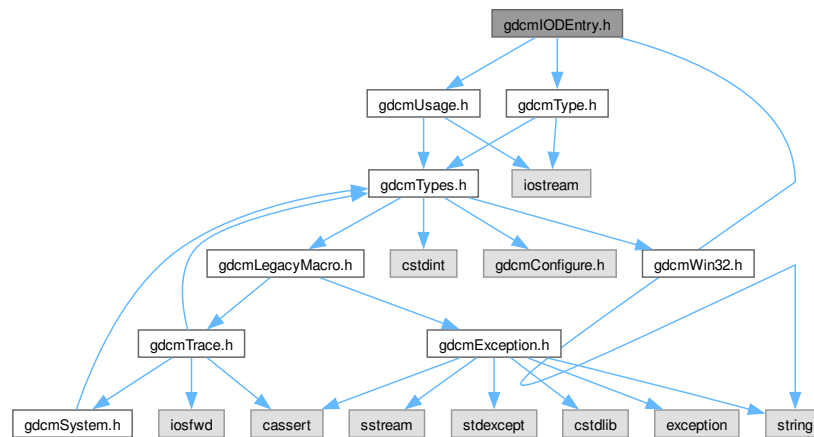 gdcmIODEntry.h
gdcmUsage.h
gdcmType.h
gdcmTypes.h
iostream
gdcmLegacyMacro.h
cstdint
gdcmConfigure.h
gdcmWin32.h
gdcmTrace.h
gdcmException.h
gdcmSystem.h
iosfwd
cassert
sstream
stdexcept
cstdlib
exception
string